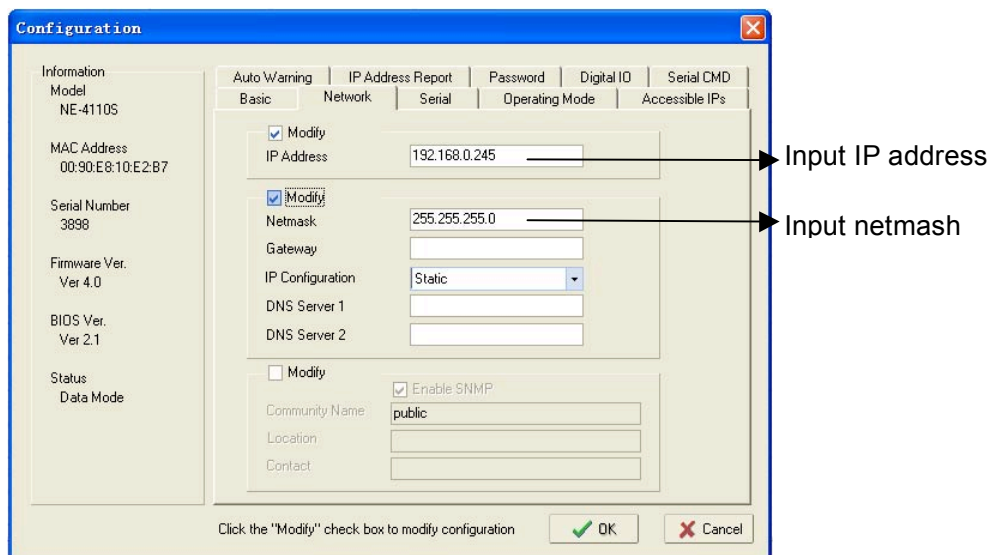 Configuration
Information
Model
NE-4110S
MAC Address
00:90:E8:10:E2:B7
Serial Number
3898
Firmware Ver.
Ver 4.0
BIOS Ver.
Ver 2.1
Status
Data Mode
Auto Warning IP Address Report Password Digital IO Serial CMD
Basic Network Serial Operating Mode Accessible IPs
Modify
IP Address 192.168.0.245
Modify
Netmask 255.255.255.0
Gateway
IP Configuration Static
DNS Server 1
DNS Server 2
Modify
Enable SNMP
Community Name public
Location
Contact
Click the "Modify" check box to modify configuration OK Cancel
Input IP address
Input netmash